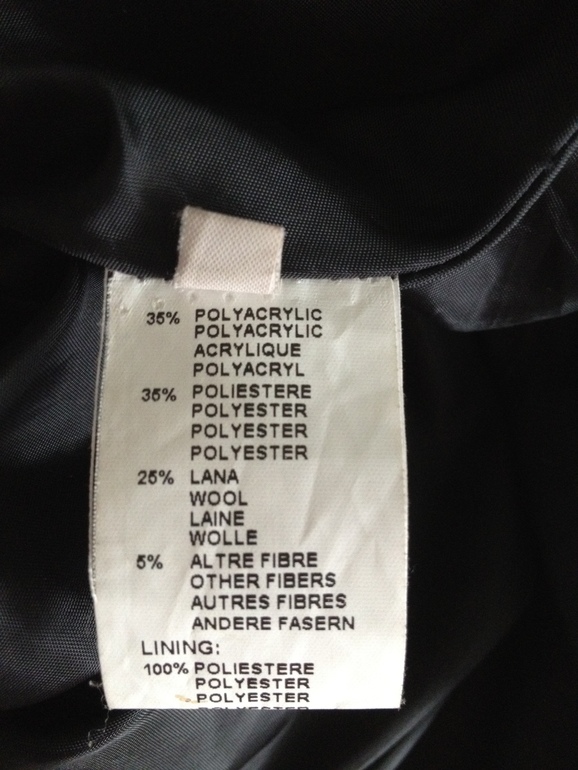 35% POLYACRYLIC
POLYACRYLIC
ACRYLIQUE
POLYACRYL
35% POLIESTERE
POLYESTER
POLYESTER
POLYESTER
25% LANA
WOOL
LAINE
WOLLE
5% ALTRE FIBRE
OTHER FIBERS
AUTRES FIBRES
ANDERE FASERN
LINING:
100% POLIESTERE
POLYESTER
POLYESTER
POLYESTER